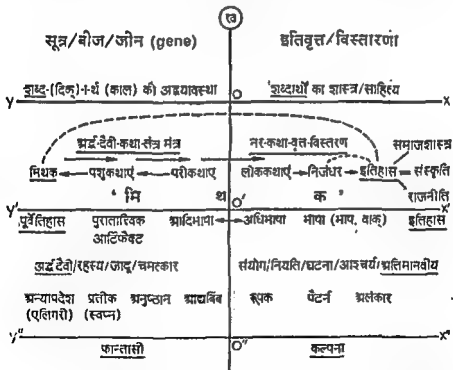 स्व
सूत्र/बीज/जीन (gene) इतिवृत्त/विस्तारणा
शब्द-(दिक्)+र्थ (काल) की अद्वयावस्था 'शब्दार्थो' का शास्त्र/साहित्य
y O x
अर्द्ध-दैवी-कथा-तंत्र मंत्र नर-कथा-वृत्त-विस्तरण समाजशास्त्र
मिथक पशुकथाएं परीकथाएं लोककथाएं निजंधर इतिहास संस्कृति
राजनीति
' मि थ क '
y' O' x'
पूर्वेतिहास पुरातात्त्विक आदिभाषा अधिभाषा भाषा (भाष, वाक्) इतिहास
आर्टिफेक्ट
अर्द्ध दैवी/रहस्य/जादू/चमत्कार संयोग/नियति/घटना/आश्चर्य/अतिमानवीय
अन्यापदेश प्रतीक अनुष्ठान आद्यबिंब रूपक पैटर्न अलंकार
(एलिगरी) (स्वप्न)
y" O" x"
फान्तासी कल्पना